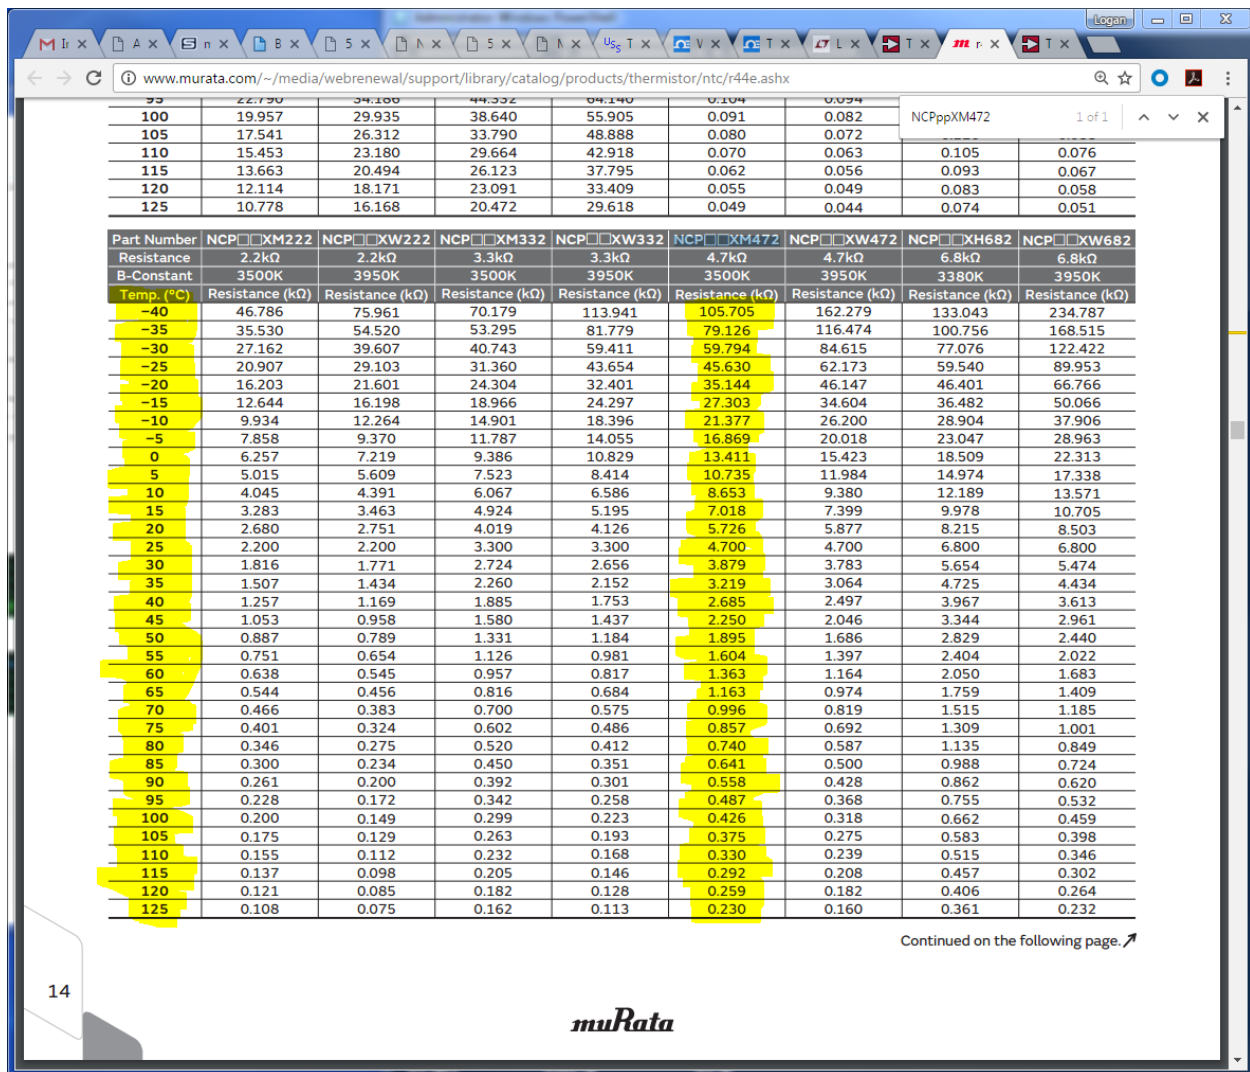 Logan
www.murata.com/~/media/webrenewal/support/library/catalog/products/thermistor/ntc/r44e.ashx
NCPppXM472 1 of 1
95 22.790 34.186 44.332 64.140 0.104 0.094
100 19.957 29.935 38.640 55.905 0.091 0.082
105 17.541 26.312 33.790 48.888 0.080 0.072
110 15.453 23.180 29.664 42.918 0.070 0.063 0.105 0.076
115 13.663 20.494 26.123 37.795 0.062 0.056 0.093 0.067
120 12.114 18.171 23.091 33.409 0.055 0.049 0.083 0.058
125 10.778 16.168 20.472 29.618 0.049 0.044 0.074 0.051
Part Number NCP□□XM222 NCP□□XW222 NCP□□XM332 NCP□□XW332 NCP□□XM472 NCP□□XW472 NCP□□XH682 NCP□□XW682
Resistance 2.2kΩ 2.2kΩ 3.3kΩ 3.3kΩ 4.7kΩ 4.7kΩ 6.8kΩ 6.8kΩ
B-Constant 3500K 3950K 3500K 3950K 3500K 3950K 3380K 3950K
Temp. (°C) Resistance (kΩ) Resistance (kΩ) Resistance (kΩ) Resistance (kΩ) Resistance (kΩ) Resistance (kΩ) Resistance (kΩ) Resistance (kΩ)
−40 46.786 75.961 70.179 113.941 105.705 162.279 133.043 234.787
−35 35.530 54.520 53.295 81.779 79.126 116.474 100.756 168.515
−30 27.162 39.607 40.743 59.411 59.794 84.615 77.076 122.422
−25 20.907 29.103 31.360 43.654 45.630 62.173 59.540 89.953
−20 16.203 21.601 24.304 32.401 35.144 46.147 46.401 66.766
−15 12.644 16.198 18.966 24.297 27.303 34.604 36.482 50.066
−10 9.934 12.264 14.901 18.396 21.377 26.200 28.904 37.906
−5 7.858 9.370 11.787 14.055 16.869 20.018 23.047 28.963
0 6.257 7.219 9.386 10.829 13.411 15.423 18.509 22.313
5 5.015 5.609 7.523 8.414 10.735 11.984 14.974 17.338
10 4.045 4.391 6.067 6.586 8.653 9.380 12.189 13.571
15 3.283 3.463 4.924 5.195 7.018 7.399 9.978 10.705
20 2.680 2.751 4.019 4.126 5.726 5.877 8.215 8.503
25 2.200 2.200 3.300 3.300 4.700 4.700 6.800 6.800
30 1.816 1.771 2.724 2.656 3.879 3.783 5.654 5.474
35 1.507 1.434 2.260 2.152 3.219 3.064 4.725 4.434
40 1.257 1.169 1.885 1.753 2.685 2.497 3.967 3.613
45 1.053 0.958 1.580 1.437 2.250 2.046 3.344 2.961
50 0.887 0.789 1.331 1.184 1.895 1.686 2.829 2.440
55 0.751 0.654 1.126 0.981 1.604 1.397 2.404 2.022
60 0.638 0.545 0.957 0.817 1.363 1.164 2.050 1.683
65 0.544 0.456 0.816 0.684 1.163 0.974 1.759 1.409
70 0.466 0.383 0.700 0.575 0.996 0.819 1.515 1.185
75 0.401 0.324 0.602 0.486 0.857 0.692 1.309 1.001
80 0.346 0.275 0.520 0.412 0.740 0.587 1.135 0.849
85 0.300 0.234 0.450 0.351 0.641 0.500 0.988 0.724
90 0.261 0.200 0.392 0.301 0.558 0.428 0.862 0.620
95 0.228 0.172 0.342 0.258 0.487 0.368 0.755 0.532
100 0.200 0.149 0.299 0.223 0.426 0.318 0.662 0.459
105 0.175 0.129 0.263 0.193 0.375 0.275 0.583 0.398
110 0.155 0.112 0.232 0.168 0.330 0.239 0.515 0.346
115 0.137 0.098 0.205 0.146 0.292 0.208 0.457 0.302
120 0.121 0.085 0.182 0.128 0.259 0.182 0.406 0.264
125 0.108 0.075 0.162 0.113 0.230 0.160 0.361 0.232
Continued on the following page.
14
muRata